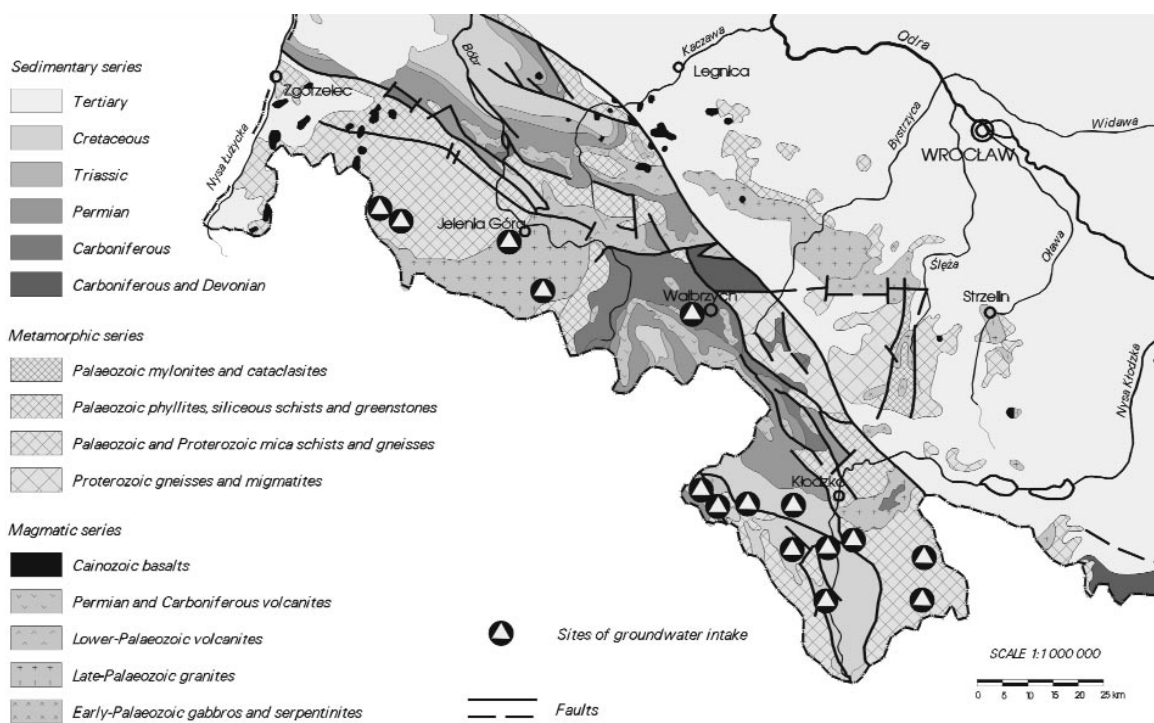 Sedimentary series
Tertiary
Cretaceous
Triassic
Permian
Carboniferous
Carboniferous and Devonian
Metamorphic series
Palaeozoic mylonites and cataclasites
Palaeozoic phyllites, siliceous schists and greenstones
Palaeozoic and Proterozoic mica schists and gneisses
Proterozoic gneisses and migmatites
Magmatic series
Cainozoic basalts
Permian and Carboniferous volcanites
Lower-Palaeozoic volcanites
Late-Palaeozoic granites
Early-Palaeozoic gabbros and serpentinites
Sites of groundwater intake
Faults
SCALE 1:1 000 000
0 5 10 15 20 25 km
Nysa Łużycka
Zgorzelec
Bóbr
Kaczawa
Legnica
Odra
Bystrzyca
Widawa
WROCŁAW
Jelenia Góra
Ślęża
Oława
Wałbrzych
Strzelin
Nysa Kłodzka
Kłodzko